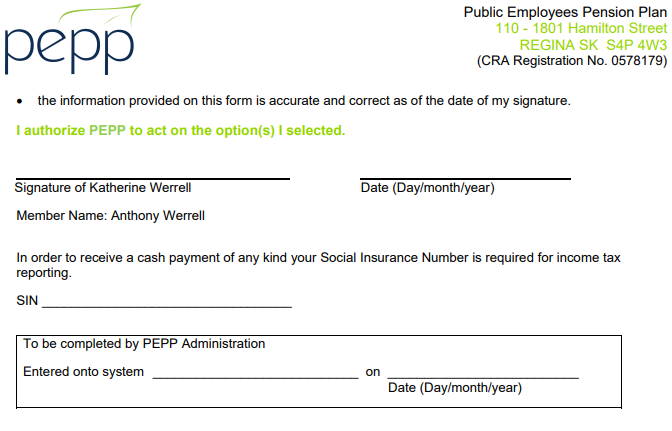 pepp
Public Employees Pension Plan
110 - 1801 Hamilton Street
REGINA SK S4P 4W3
(CRA Registration No. 0578179)
• the information provided on this form is accurate and correct as of the date of my signature.
I authorize PEPP to act on the option(s) I selected.
Signature of Katherine Werrell
Date (Day/month/year)
Member Name: Anthony Werrell
In order to receive a cash payment of any kind your Social Insurance Number is required for income tax
reporting.
SIN ________________________________
To be completed by PEPP Administration
Entered onto system ___________________________ on _________________________
Date (Day/month/year)